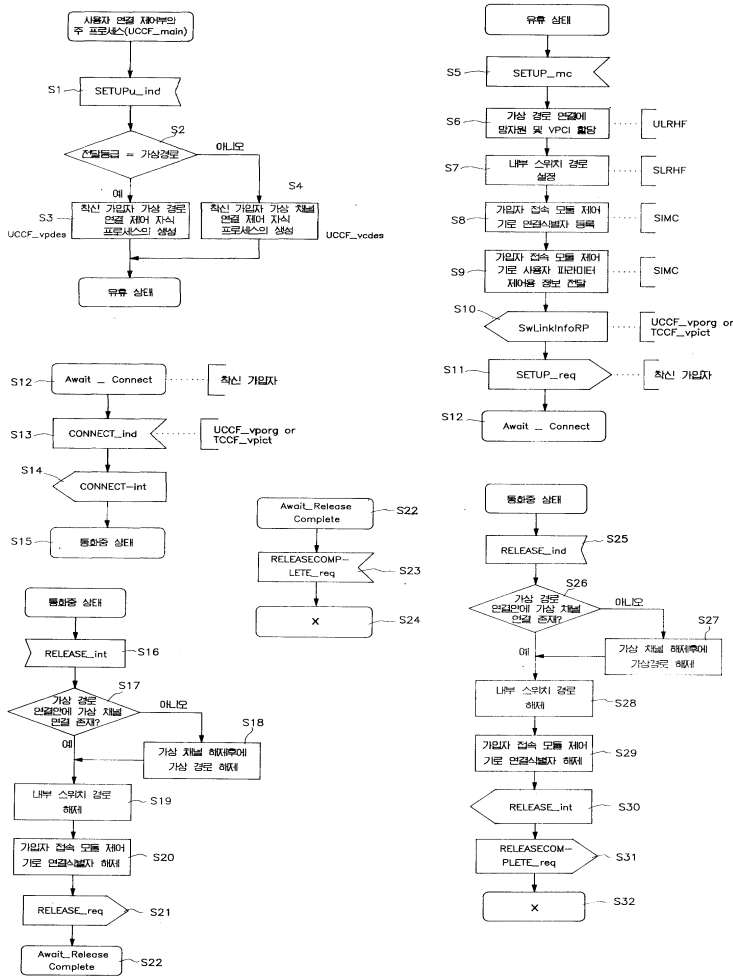 사용자 연결 제어부의
주 프로세스(UCCF_main)
S1
SETUPu_ind
S2
전달등급 = 가상경로
아니오
예
S3
착신 가입자 가상 경로
연결 제어 자식
프로세스의 생성
UCCF_vpdes
S4
착신 가입자 가상 채널
연결 제어 자식
프로세스의 생성
UCCF_vcdes
유휴 상태
유휴 상태
S5
SETUP_mc
S6
가상 경로 연결에
망자원 및 VPCI 할당
ULRHF
S7
내부 스위치 경로
설정
SLRHF
S8
가입자 접속 모듈 제어
기로 연결식별자 등록
SIMC
S9
가입자 접속 모듈 제어
기로 사용자 파라미터
제어용 정보 전달
SIMC
S10
SwLinkInfoRP
UCCF_vporg or
TCCF_vpict
S11
SETUP_req
착신 가입자
S12
Await _ Connect
S12
Await _ Connect
착신 가입자
S13
CONNECT_ind
UCCF_vporg or
TCCF_vpict
S14
CONNECT-int
S15
통화중 상태
통화중 상태
RELEASE_int
S16
S17
가상 경로
연결안에 가상 채널
연결 존재?
아니오
예
S18
가상 채널 해제후에
가상 경로 해제
내부 스위치 경로
해제
S19
가입자 접속 모듈 제어
기로 연결식별자 해제
S20
RELEASE_req
S21
Await_Release
Complete
S22
Await_Release
Complete
S22
RELEASECOMP-
LETE_req
S23
X
S24
통화중 상태
RELEASE_ind
S25
S26
가상 경로
연결안에 가상 채널
연결 존재?
아니오
예
S27
가상 채널 해제후에
가상경로 해제
내부 스위치 경로
해제
S28
가입자 접속 모듈 제어
기로 연결식별자 해제
S29
RELEASE_int
S30
RELEASECOM-
PLETE_req
S31
X
S32